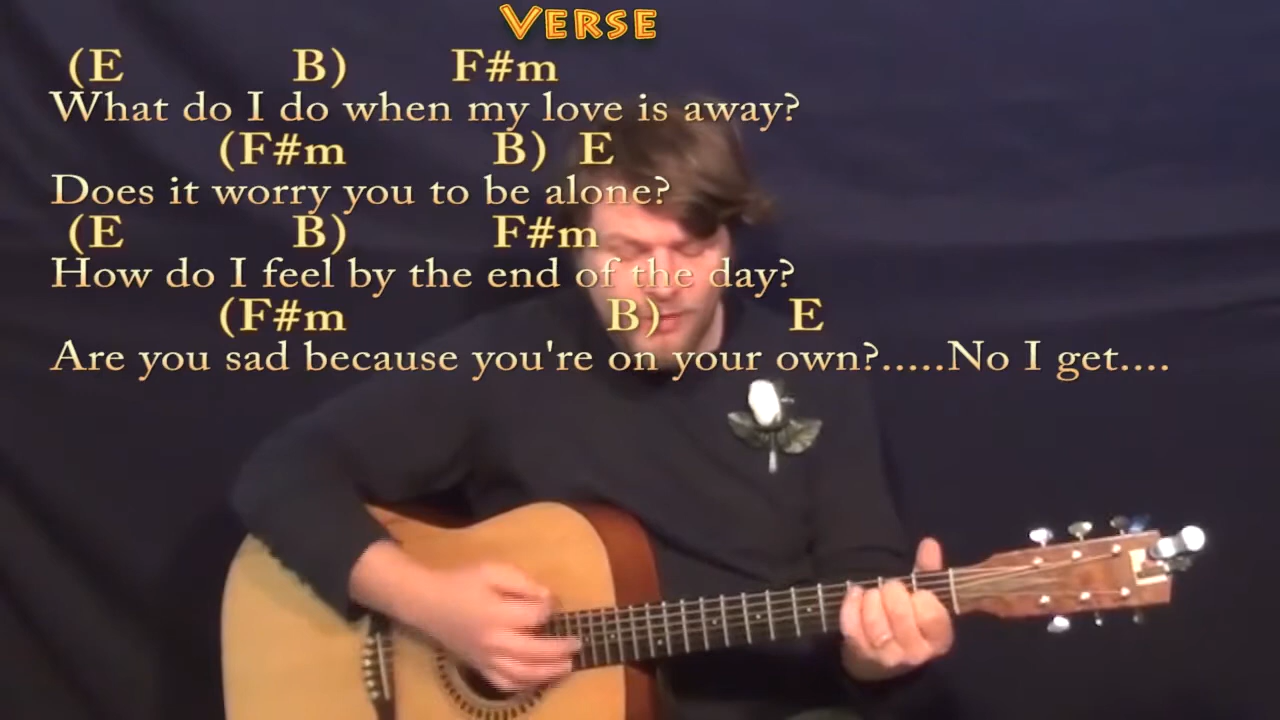 VERSE
(E B) F#m
What do I do when my love is away?
(F#m B) E
Does it worry you to be alone?
(E B) F#m
How do I feel by the end of the day?
(F#m B) E
Are you sad because you're on your own?.....No I get....